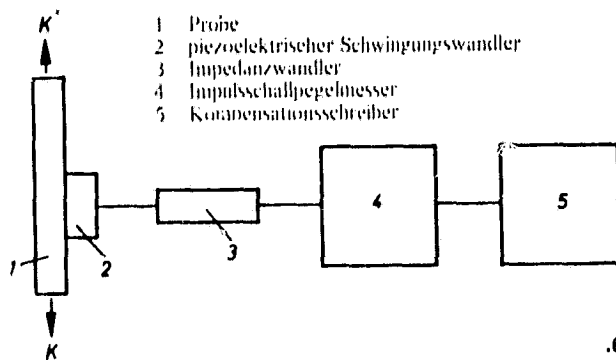 K'
1 Probe
2 piezoelektrischer Schwingungswandler
3 Impedanzwandler
4 Impulsschallpegelmesser
5 Kompensationsschreiber
4
5
1
2
3
K